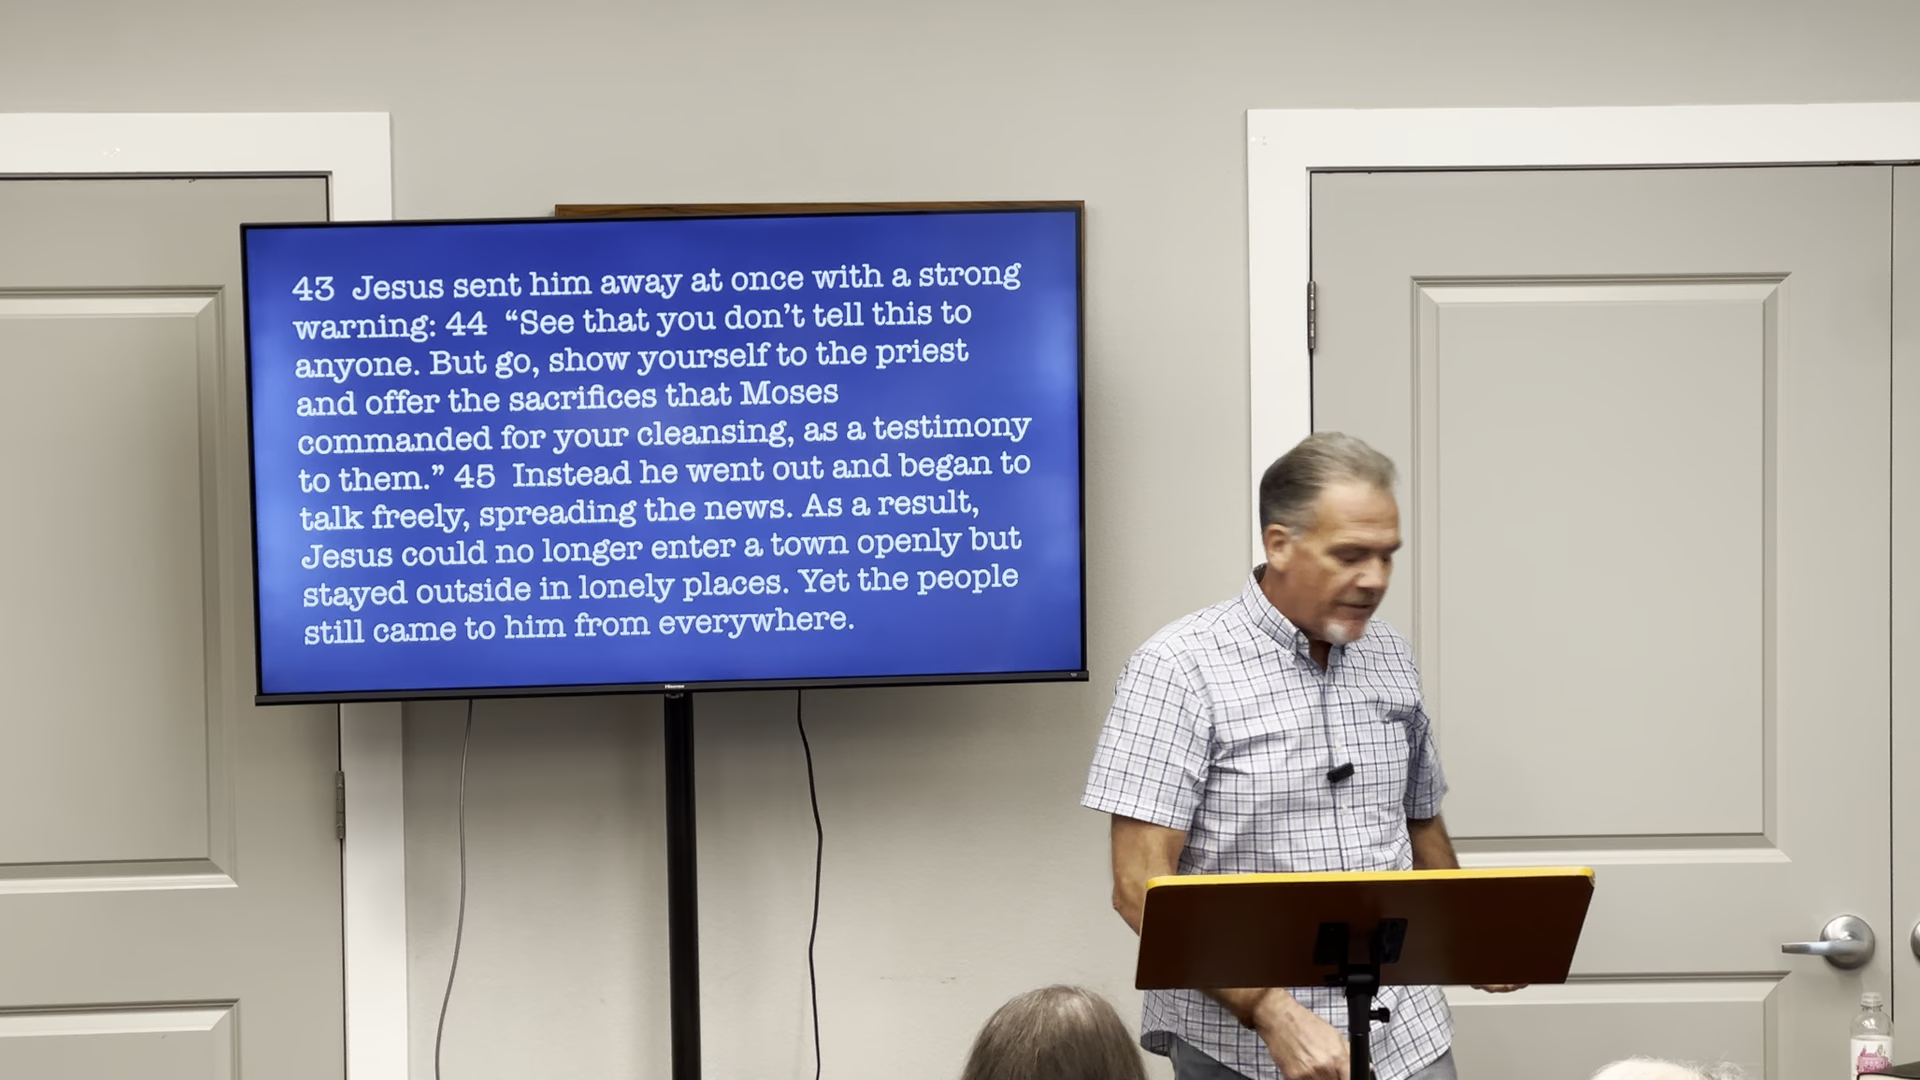 43 Jesus sent him away at once with a strong
warning: 44 “See that you don’t tell this to
anyone. But go, show yourself to the priest
and offer the sacrifices that Moses
commanded for your cleansing, as a testimony
to them.” 45 Instead he went out and began to
talk freely, spreading the news. As a result,
Jesus could no longer enter a town openly but
stayed outside in lonely places. Yet the people
still came to him from everywhere.
Hisense